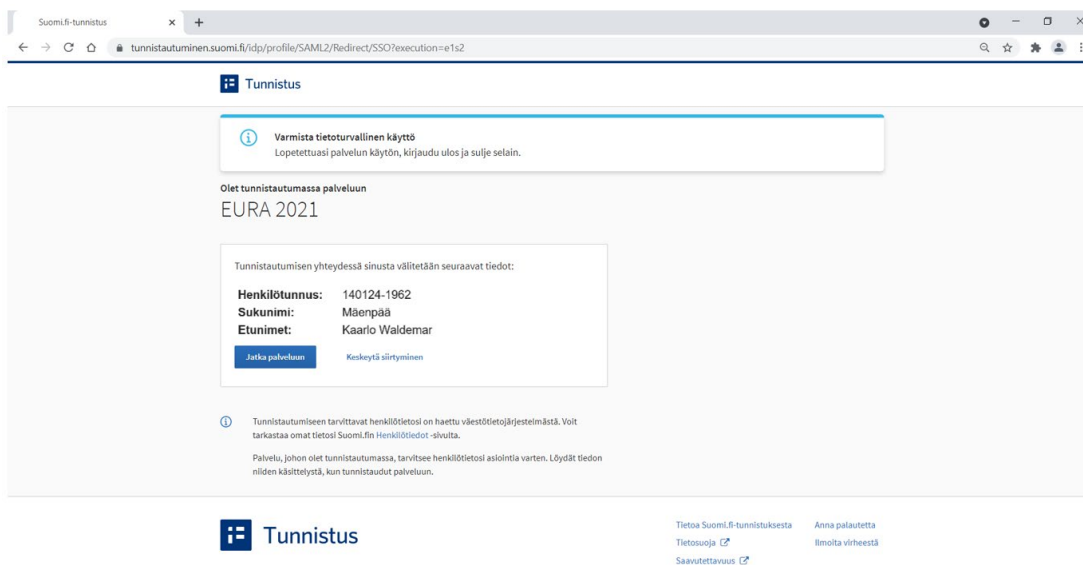 Suomi.fi-tunnistus
tunnistautuminen.suomi.fi/idp/profile/SAML2/Redirect/SSO?execution=e1s2
Tunnistus
Varmista tietoturvallinen käyttö
Lopetettuasi palvelun käytön, kirjaudu ulos ja sulje selain.
Olet tunnistautumassa palveluun
EURA 2021
Tunnistautumisen yhteydessä sinusta välitetään seuraavat tiedot:
Henkilötunnus: 140124-1962
Sukunimi: Mäenpää
Etunimet: Kaarlo Waldemar
Jatka palveluun Keskeytä siirtyminen
Tunnistautumiseen tarvittavat henkilötietosi on haettu väestötietojärjestelmästä. Voit
tarkastaa omat tietosi Suomi.fin Henkilötiedot -sivulta.
Palvelu, johon olet tunnistautumassa, tarvitsee henkilötietosi asiointia varten. Löydät tiedon
niiden käsittelystä, kun tunnistaudut palveluun.
Tunnistus
Tietoa Suomi.fi-tunnistuksesta Anna palautetta
Tietosuoja Ilmoita virheestä
Saavutettavuus